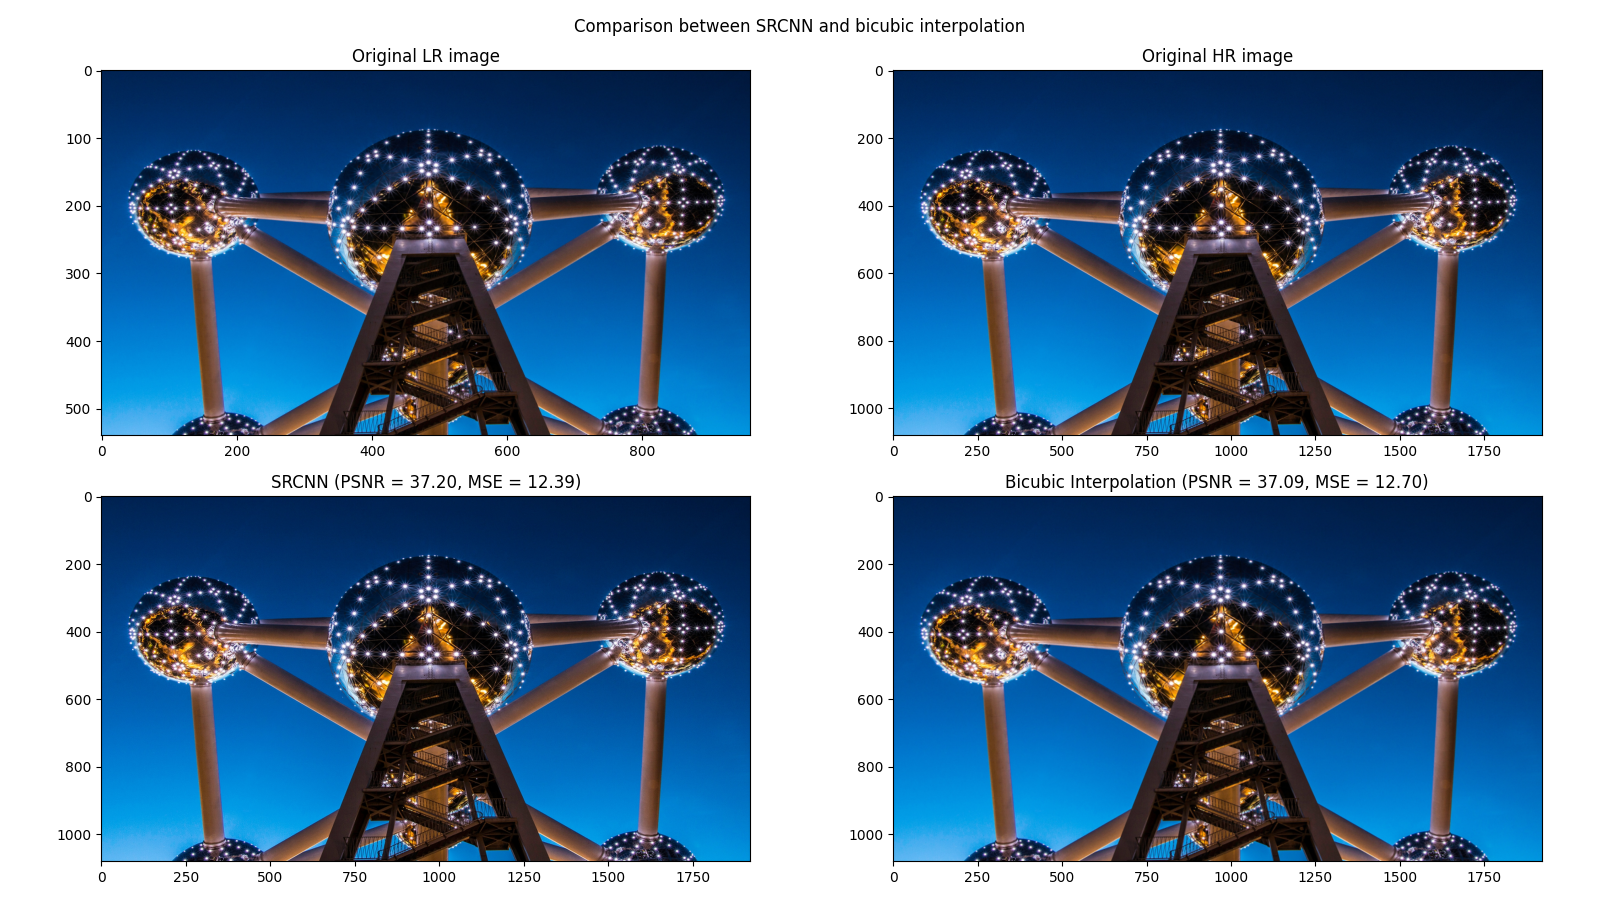 Comparison between SRCNN and bicubic interpolation
Original LR image
0
100
200
300
400
500
0 200 400 600 800
Original HR image
0
200
400
600
800
1000
0 250 500 750 1000 1250 1500 1750
SRCNN (PSNR = 37.20, MSE = 12.39)
0
200
400
600
800
1000
0 250 500 750 1000 1250 1500 1750
Bicubic Interpolation (PSNR = 37.09, MSE = 12.70)
0
200
400
600
800
1000
0 250 500 750 1000 1250 1500 1750